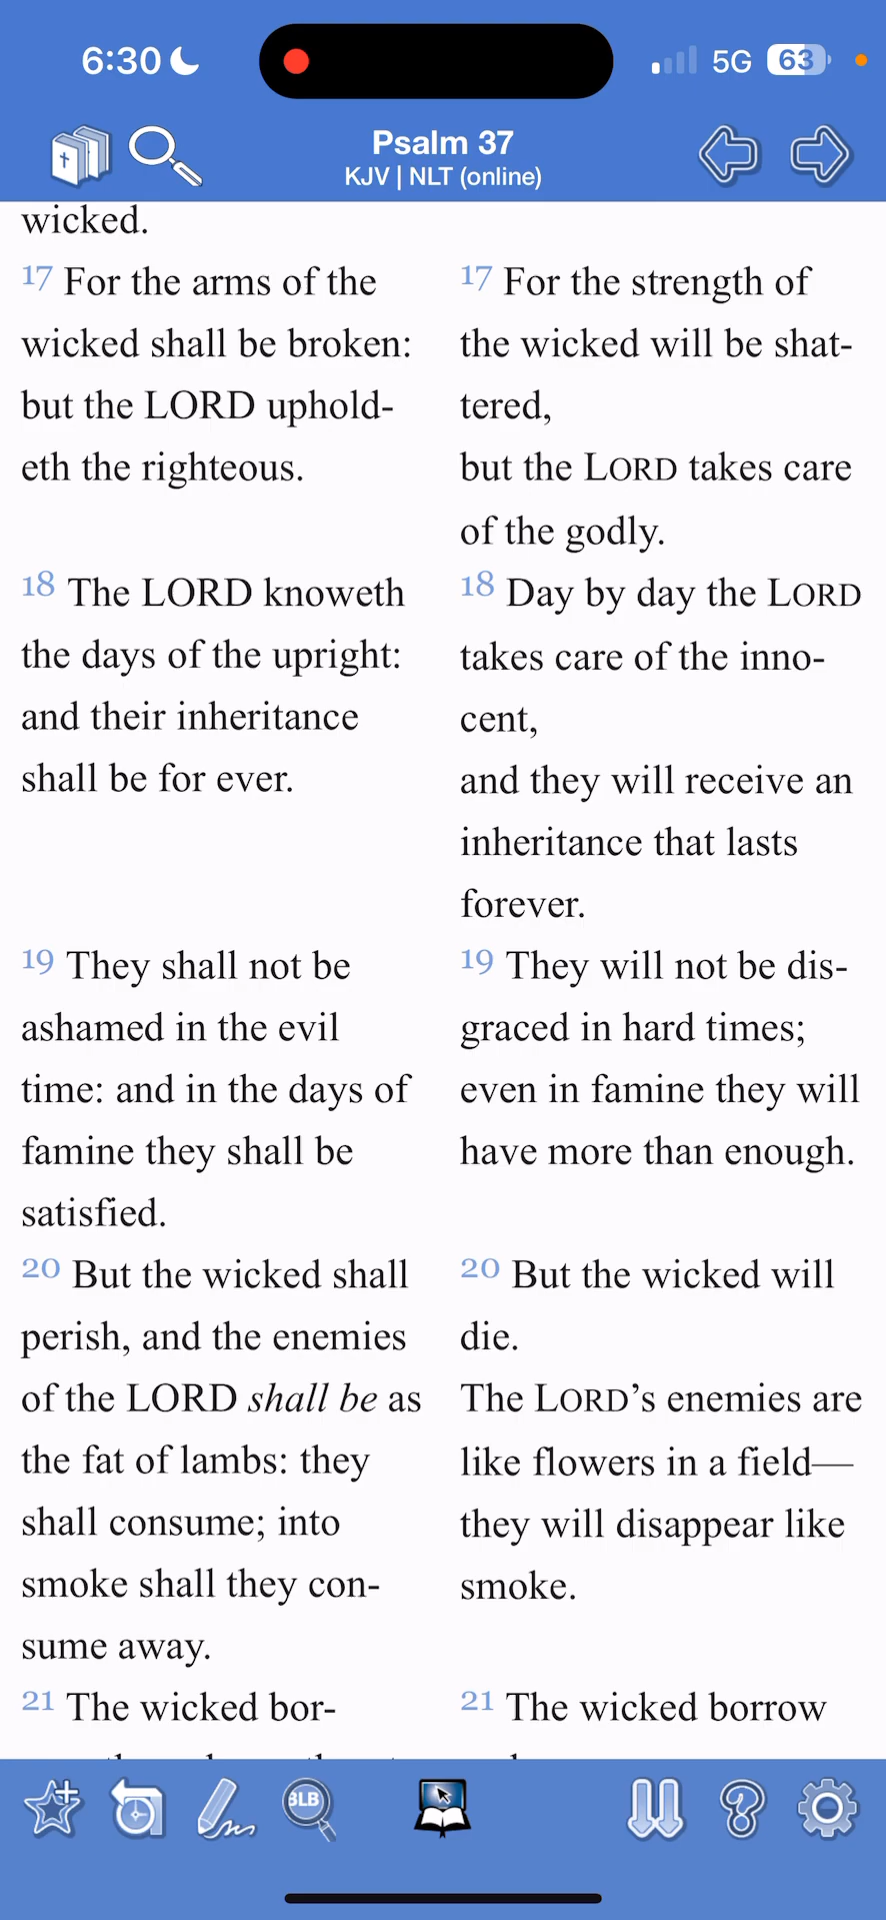 6:30
5G 63
Psalm 37
KJV | NLT (online)
wicked.
17 For the arms of the
wicked shall be broken:
but the LORD uphold-
eth the righteous.
18 The LORD knoweth
the days of the upright:
and their inheritance
shall be for ever.
19 They shall not be
ashamed in the evil
time: and in the days of
famine they shall be
satisfied.
20 But the wicked shall
perish, and the enemies
of the LORD shall be as
the fat of lambs: they
shall consume; into
smoke shall they con-
sume away.
21 The wicked bor-
17 For the strength of
the wicked will be shat-
tered,
but the LORD takes care
of the godly.
18 Day by day the LORD
takes care of the inno-
cent,
and they will receive an
inheritance that lasts
forever.
19 They will not be dis-
graced in hard times;
even in famine they will
have more than enough.
20 But the wicked will
die.
The LORD’s enemies are
like flowers in a field—
they will disappear like
smoke.
21 The wicked borrow
BLB